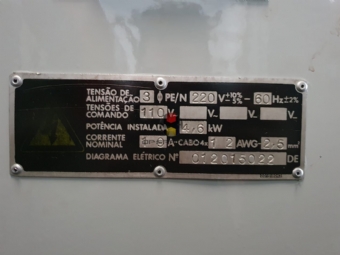 TENSÃO DE ALIMENTAÇÃO 3 PE/N 220 V +10% -5% - 60 Hz ±2%
TENSÕES DE COMANDO 110 V V V V
POTÊNCIA INSTALADA 4,6 kW
CORRENTE NOMINAL A-CABO 4x 12 AWG-2,5 mm²
DIAGRAMA ELÉTRICO Nº 012015022 DE